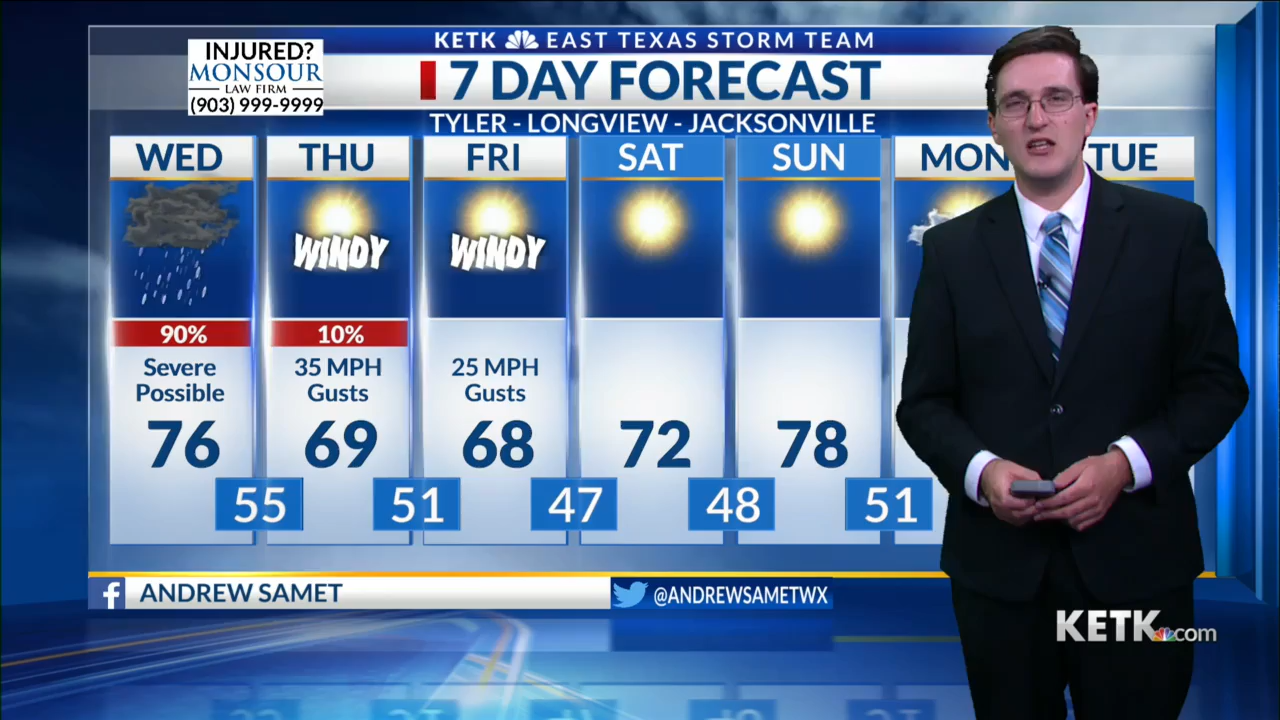 KETK EAST TEXAS STORM TEAM
INJURED?
MONSOUR
LAW FIRM
(903) 999-9999
7 DAY FORECAST
TYLER - LONGVIEW - JACKSONVILLE
WED THU FRI SAT SUN MON TUE
WINDY WINDY
90% 10%
Severe Possible
35 MPH Gusts
25 MPH Gusts
76 69 68 72 78
55 51 47 48 51
f ANDREW SAMET @ANDREWSAMETWX
KETK.com